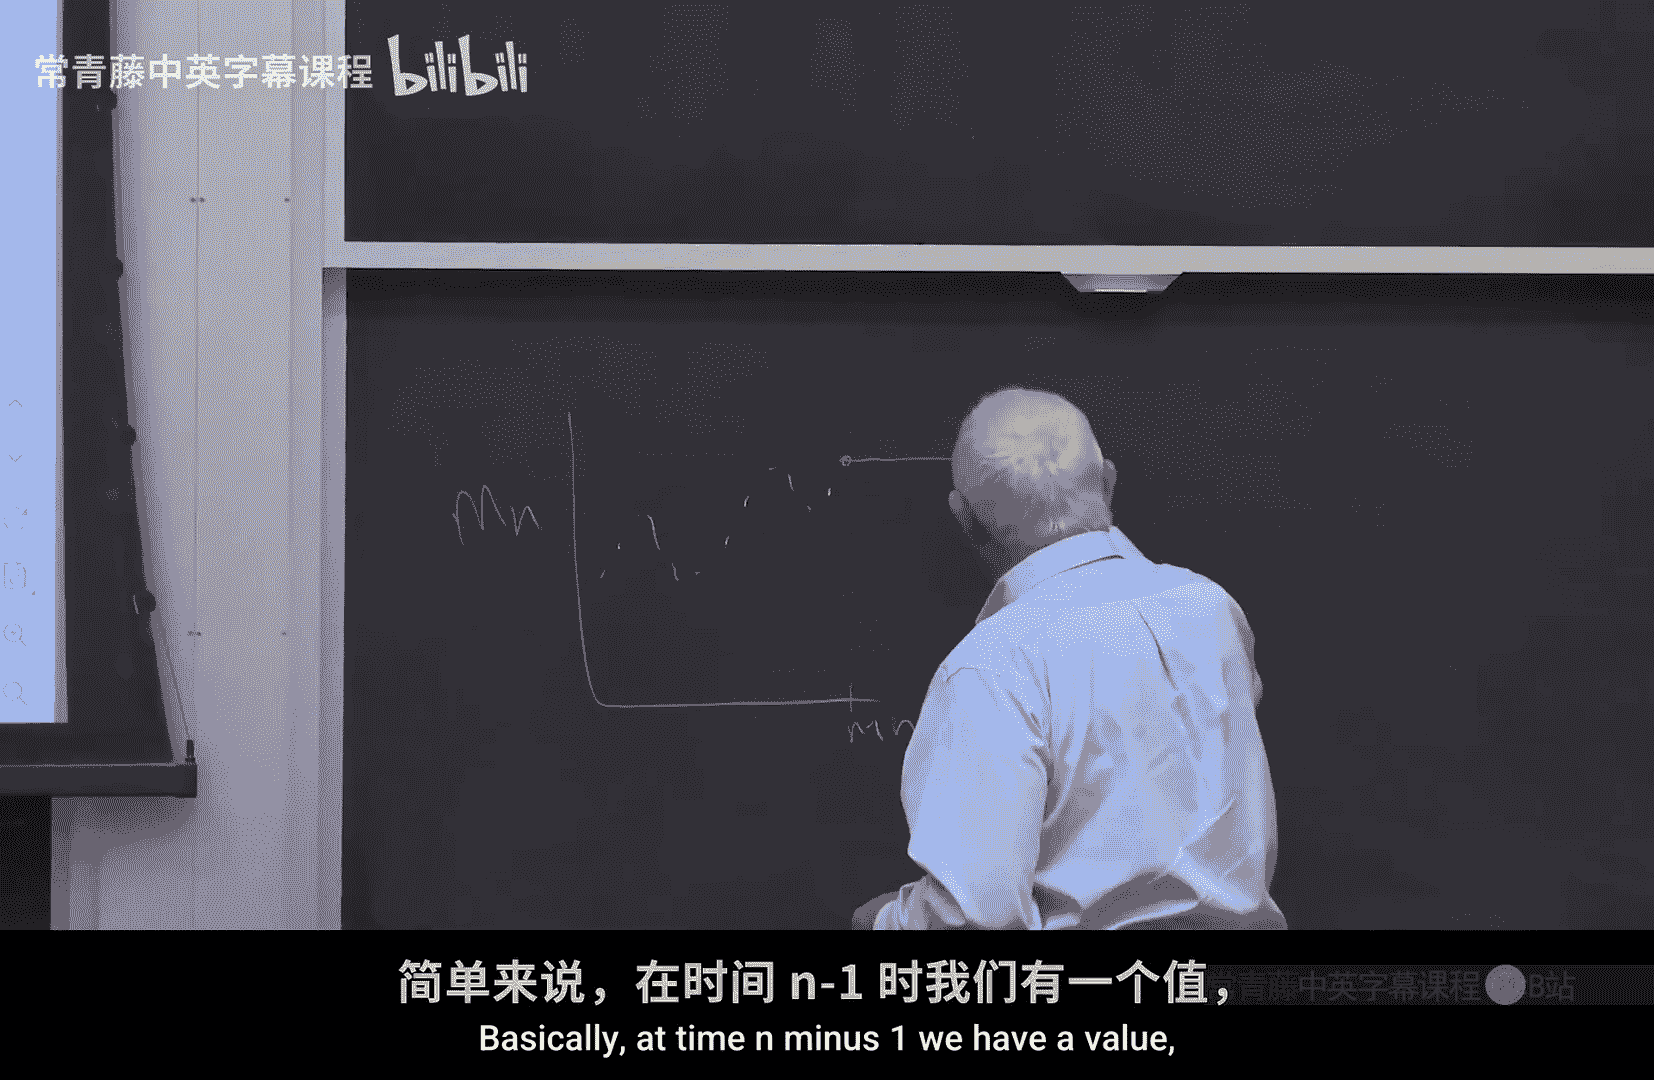 常青藤中英字幕课程 bilibili
Mn
mn
简单来说，在时间 n-1 时我们有一个值，
常青藤中英字幕课程 B站
Basically, at time n minus 1 we have a value,